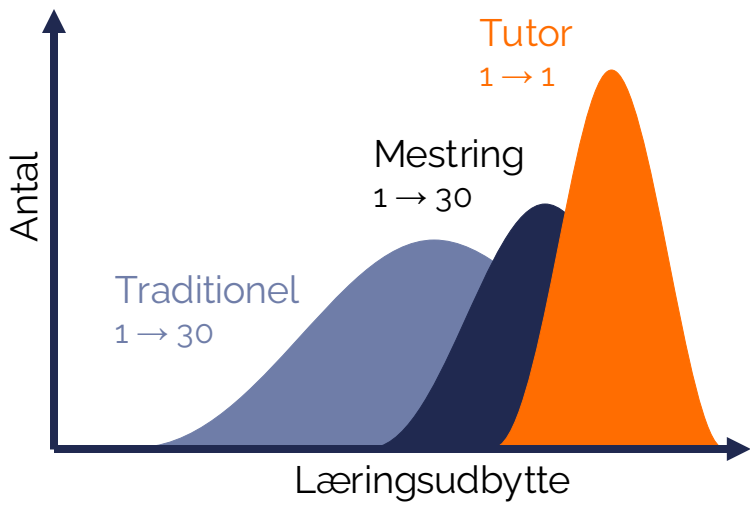 Tutor
1 → 1
Mestring
1 → 30
Antal
Traditionel
1 → 30
Læringsudbytte